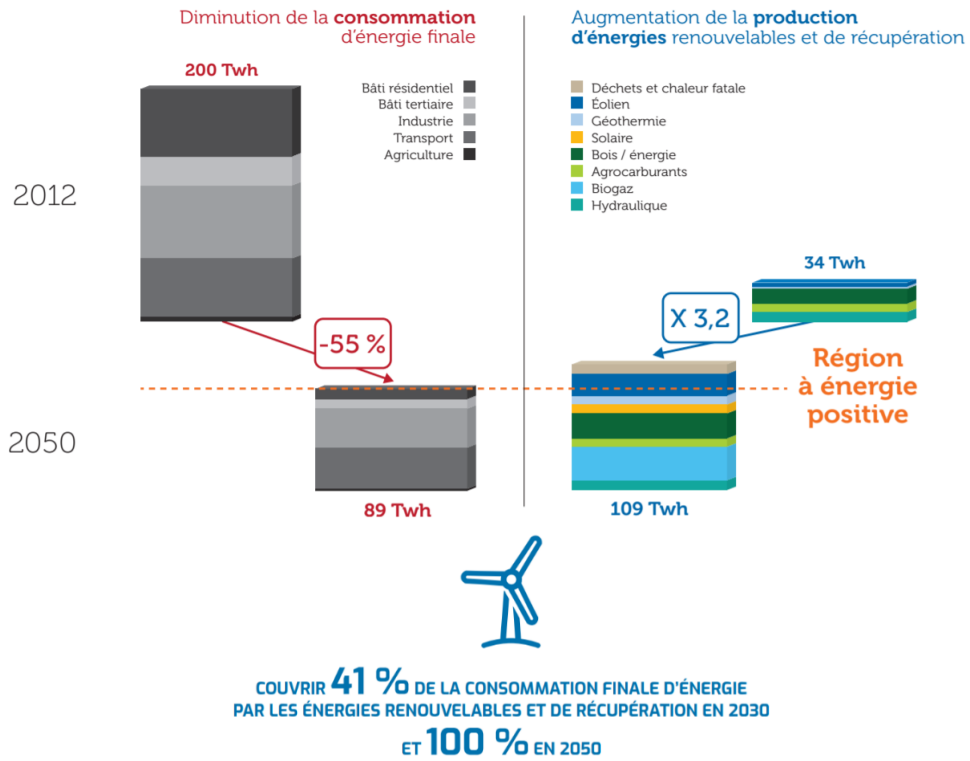 Diminution de la consommation
d'énergie finale
Augmentation de la production
d'énergies renouvelables et de récupération
200 Twh
Bâti résidentiel
Bâti tertiaire
Industrie
Transport
Agriculture
Déchets et chaleur fatale
Éolien
Géothermie
Solaire
Bois / énergie
Agrocarburants
Biogaz
Hydraulique
2012
34 Twh
-55 %
X 3,2
Région
à énergie
positive
2050
89 Twh
109 Twh
COUVRIR 41 % DE LA CONSOMMATION FINALE D'ÉNERGIE
PAR LES ÉNERGIES RENOUVELABLES ET DE RÉCUPÉRATION EN 2030
ET 100 % EN 2050